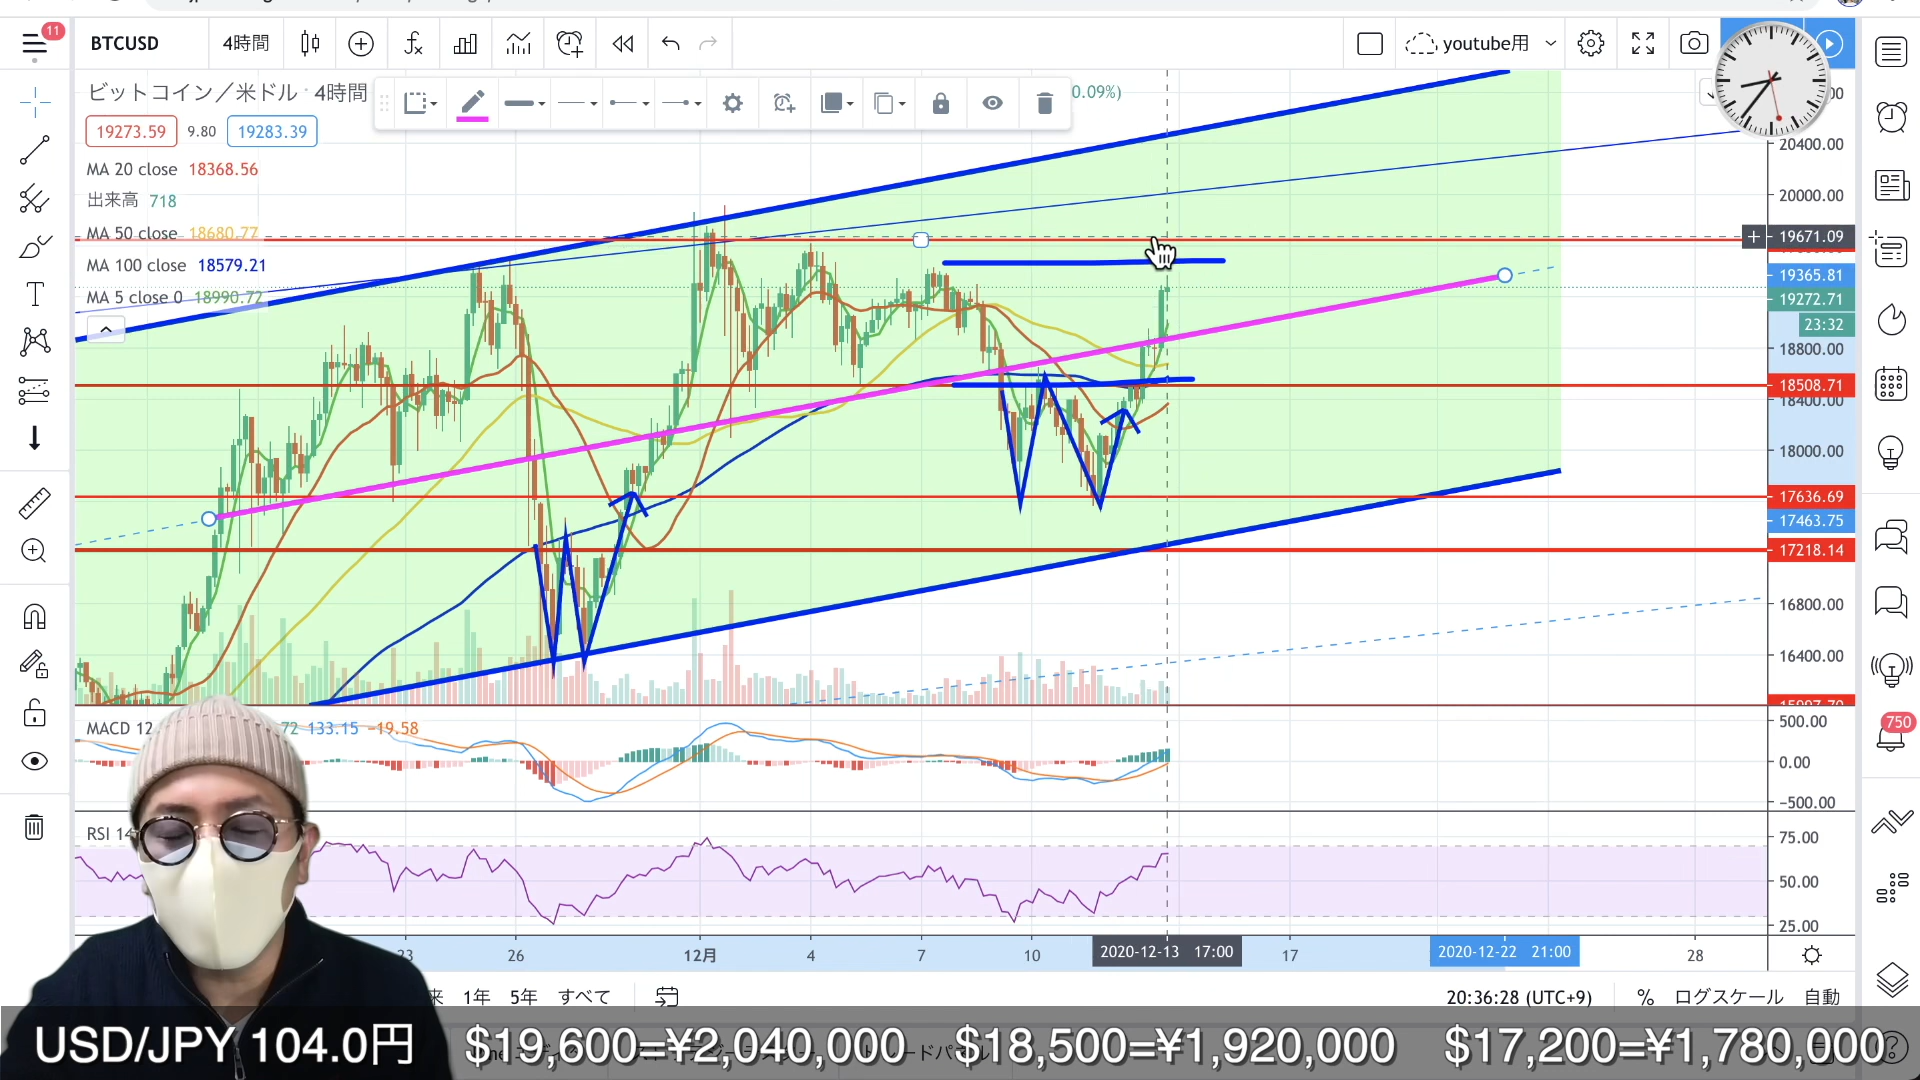 11
BTCUSD
4時間
youtube用
ビットコイン／米ドル · 4時間
0.09%)
19273.59
9.80
19283.39
MA 20 close 18368.56
出来高 718
MA 50 close 18680.77
MA 100 close 18579.21
MA 5 close 0 18990.72
20400.00
20000.00
19671.09
19365.81
19272.71
23:32
18800.00
18508.71
18400.00
18000.00
17636.69
17463.75
17218.14
16800.00
16400.00
MACD 12
72 133.15 −19.58
500.00
0.00
−500.00
750
RSI 14
75.00
50.00
25.00
23
26
12月
4
7
10
2020-12-13 17:00
17
2020-12-22 21:00
28
来
1年
5年
すべて
20:36:28 (UTC+9)
%
ログスケール
自動
USD/JPY 104.0円 $19,600=¥2,040,000 $18,500=¥1,920,000 $17,200=¥1,780,000